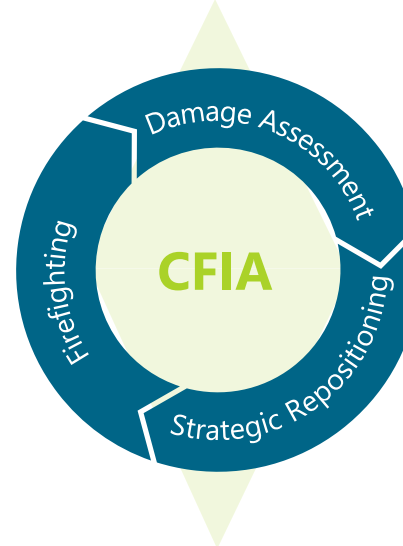 Damage Assessment
CFIA
Firefighting
Strategic Repositioning